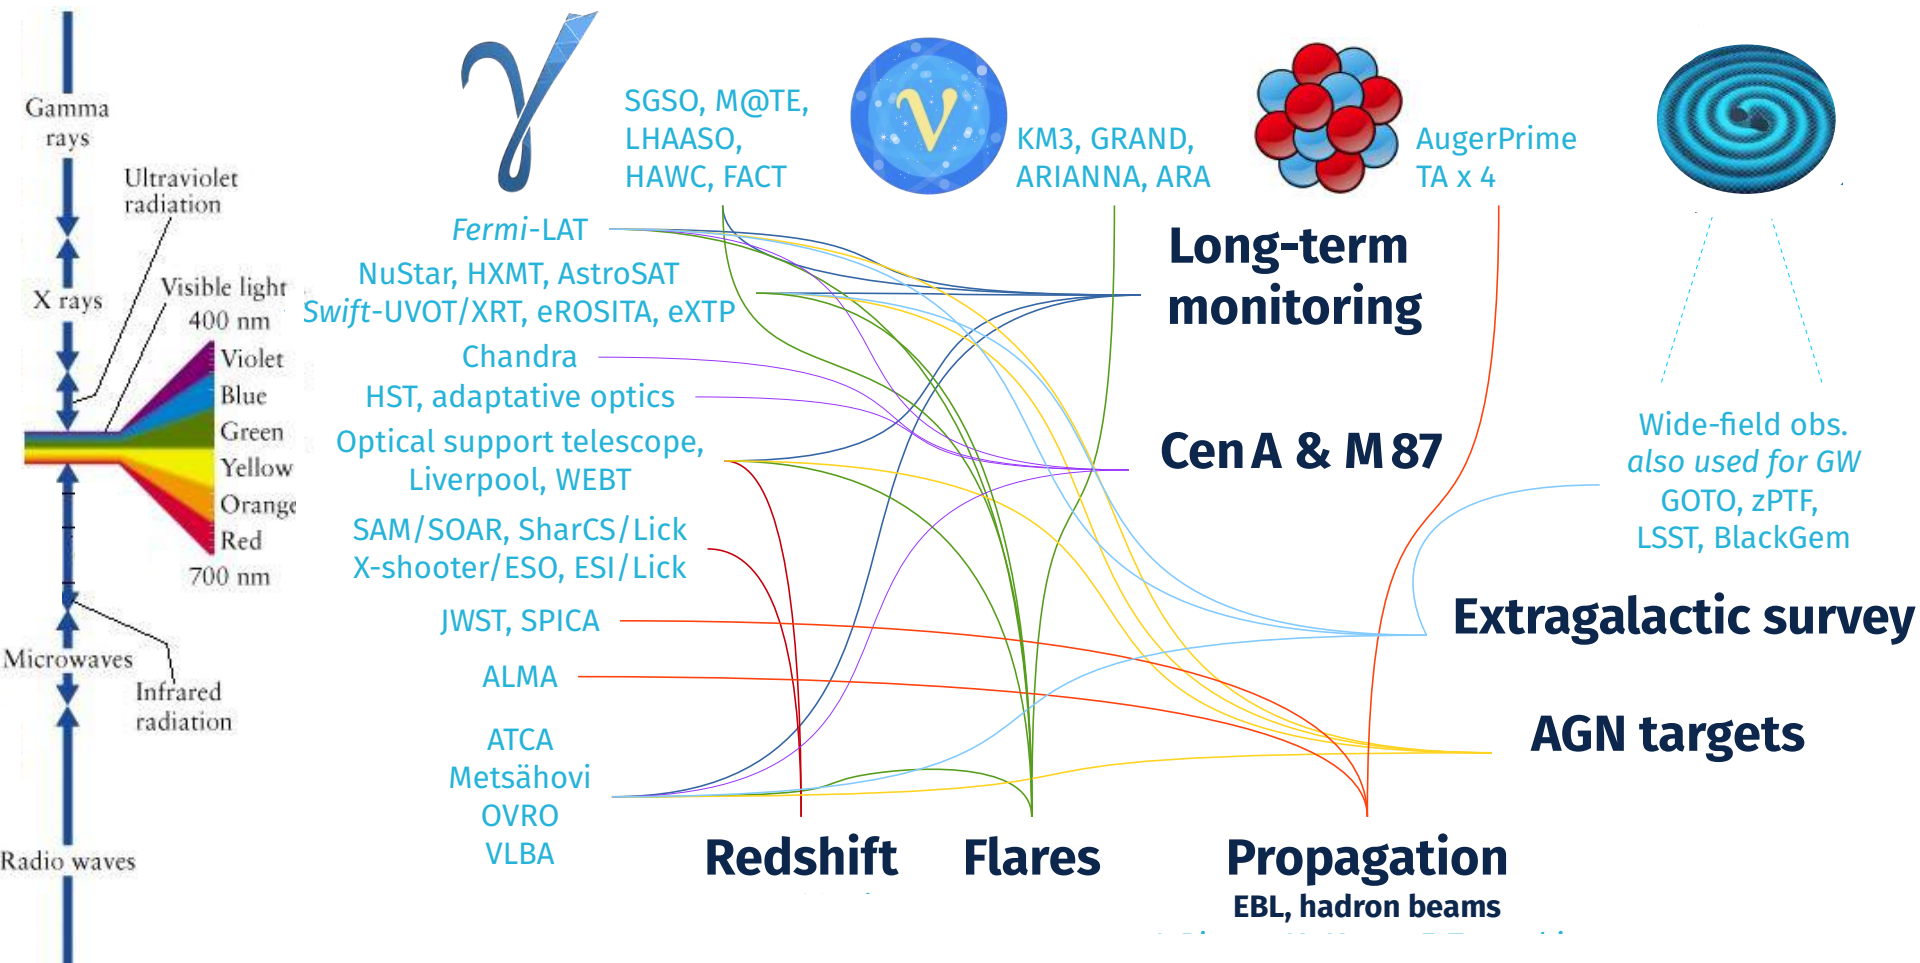 Gamma
rays
Ultraviolet
radiation
X rays
Visible light
400 nm
Violet
Blue
Green
Yellow
Orange
Red
700 nm
Microwaves
Infrared
radiation
Radio waves
γ
SGSO, M@TE,
LHAASO,
HAWC, FACT
ν
KM3, GRAND,
ARIANNA, ARA
AugerPrime
TA x 4
Fermi-LAT
NuStar, HXMT, AstroSAT
Swift-UVOT/XRT, eROSITA, eXTP
Chandra
HST, adaptative optics
Optical support telescope,
Liverpool, WEBT
SAM/SOAR, SharCS/Lick
X-shooter/ESO, ESI/Lick
JWST, SPICA
ALMA
ATCA
Metsähovi
OVRO
VLBA
Long-term
monitoring
Cen A & M 87
Wide-field obs.
also used for GW
GOTO, zPTF,
LSST, BlackGem
Extragalactic survey
AGN targets
Redshift
Flares
Propagation
EBL, hadron beams